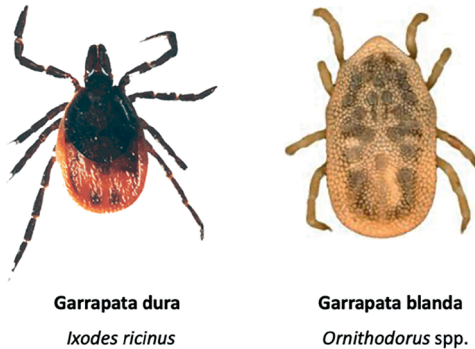 Garrapata dura
Ixodes ricinus
Garrapata blanda
Ornithodorus spp.